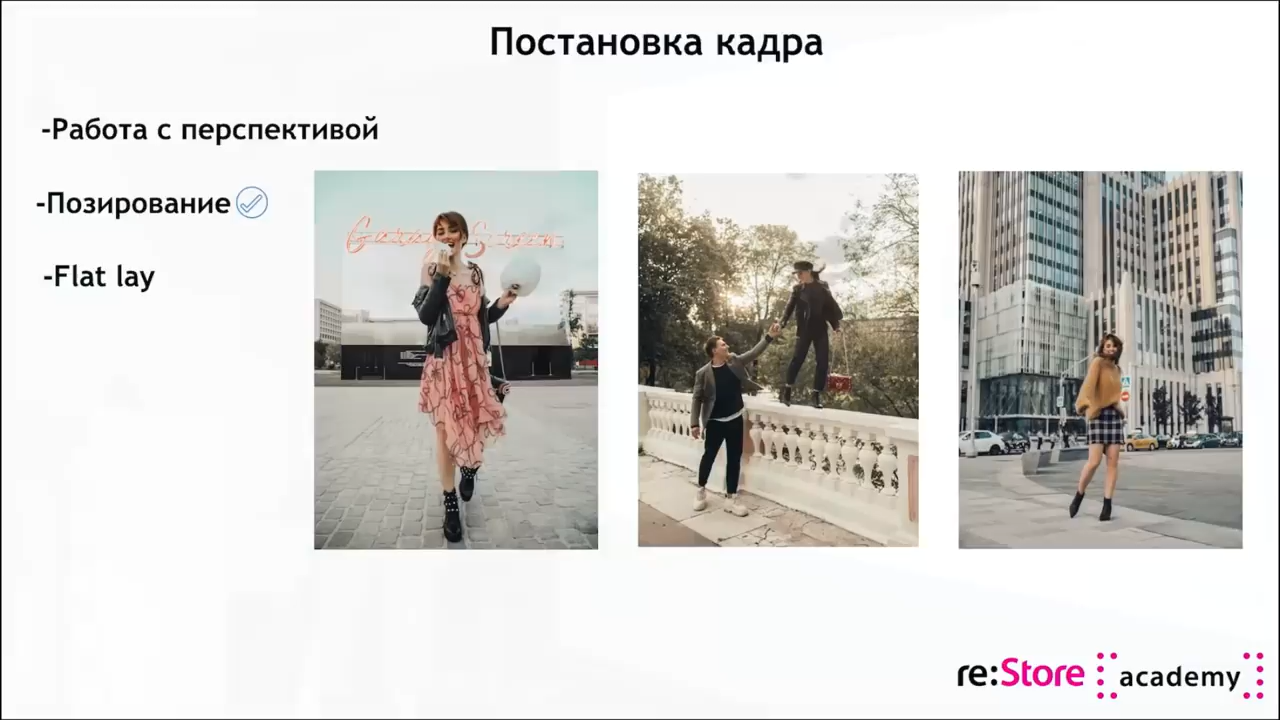 Постановка кадра
-Работа с перспективой
-Позирование
-Flat lay
re:Store academy